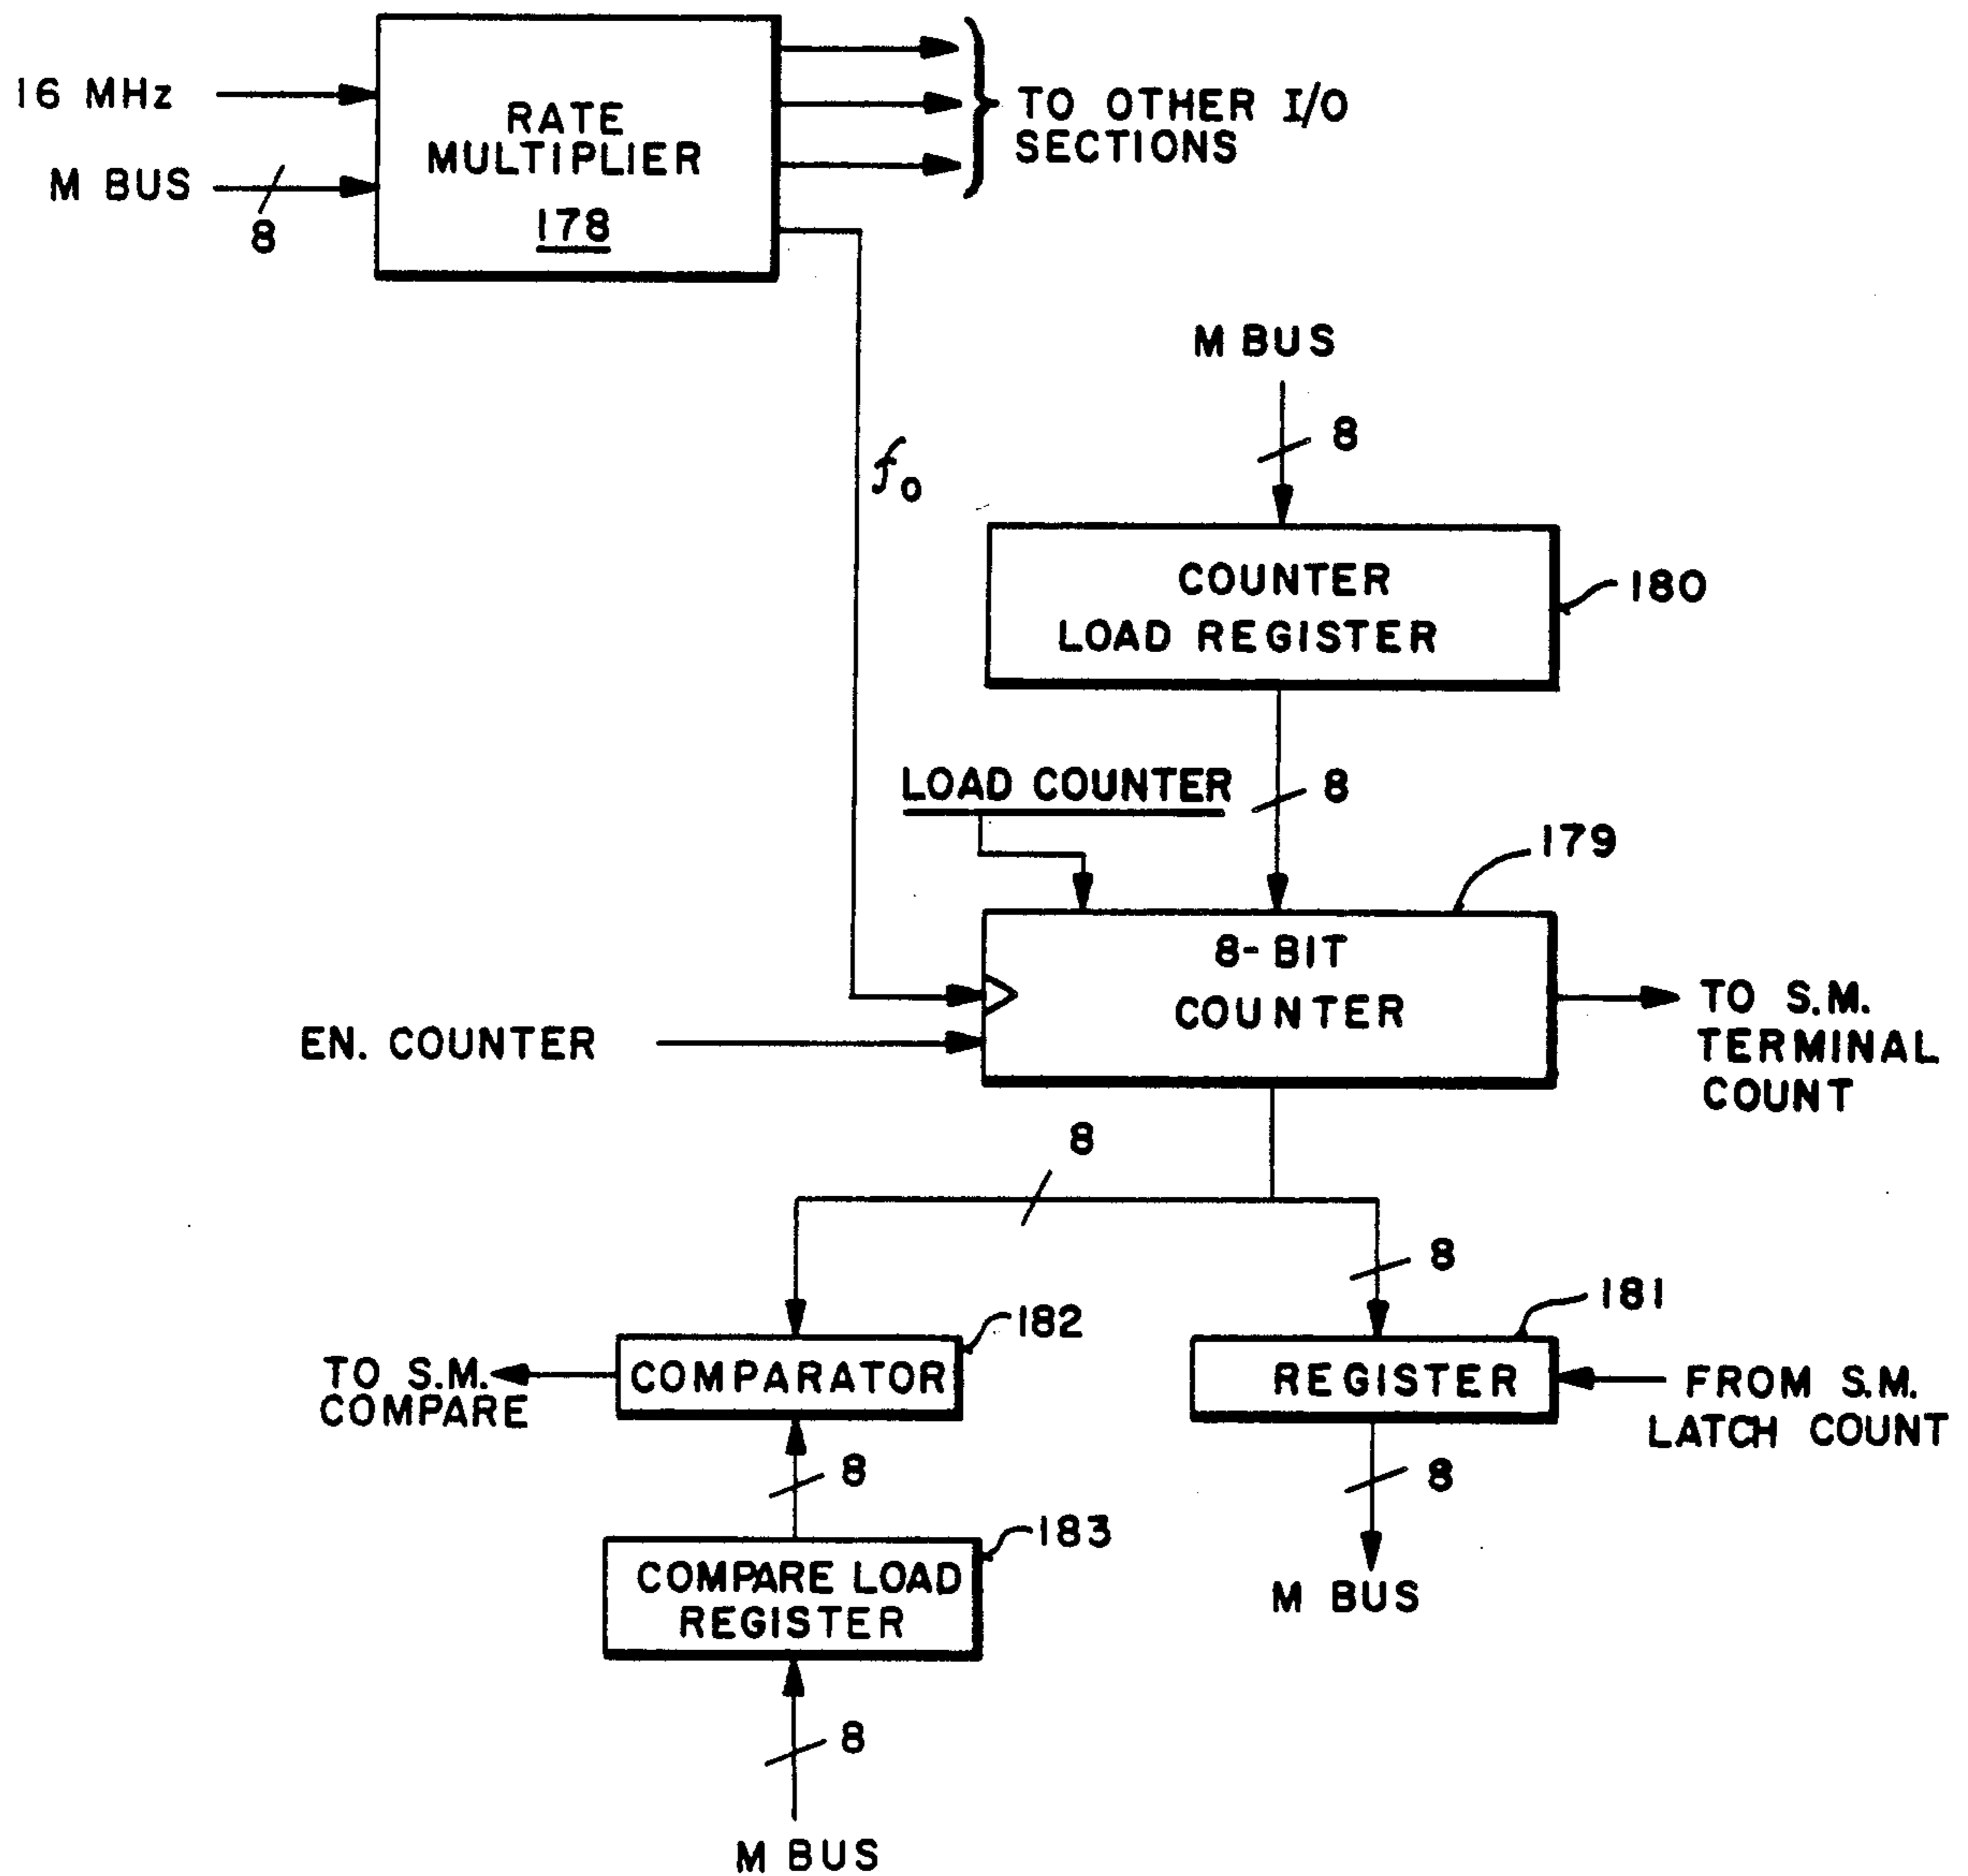 16 MHz
M BUS
8
RATE
MULTIPLIER
178
TO OTHER I/O
SECTIONS
f₀
M BUS
8
COUNTER
LOAD REGISTER
180
LOAD COUNTER
8
179
8-BIT
COUNTER
EN. COUNTER
TO S.M.
TERMINAL
COUNT
8
8
182
181
TO S.M.
COMPARE
COMPARATOR
REGISTER
FROM S.M.
LATCH COUNT
8
8
183
COMPARE LOAD
REGISTER
M BUS
8
M BUS